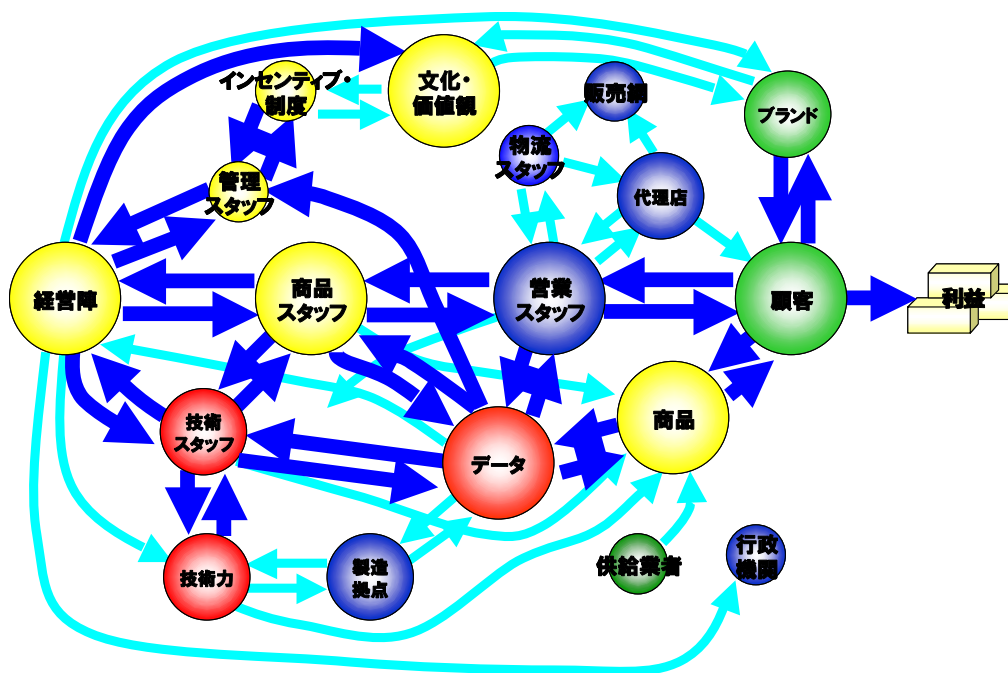 インセンティブ・
制度
文化・
価値観
販売網
ブランド
物流
スタッフ
管理
スタッフ
代理店
経営陣
商品
スタッフ
営業
スタッフ
顧客
利益
技術
スタッフ
商品
データ
技術力
製造
拠点
供給業者
行政
機関